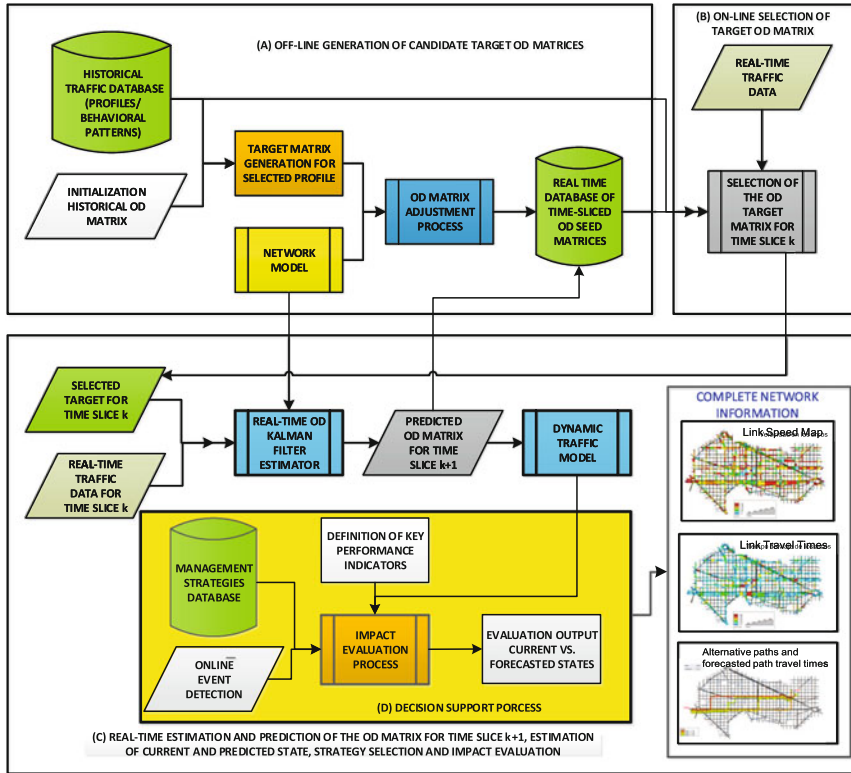 (A) OFF-LINE GENERATION OF CANDIDATE TARGET OD MATRICES
HISTORICAL
TRAFFIC DATABASE
(PROFILES/
BEHAVIORAL
PATTERNS)
INITIALIZATION
HISTORICAL OD
MATRIX
TARGET MATRIX
GENERATION FOR
SELECTED PROFILE
NETWORK
MODEL
OD MATRIX
ADJUSTMENT
PROCESS
REAL TIME
DATABASE OF
TIME-SLICED
OD SEED
MATRICES
(B) ON-LINE SELECTION OF
TARGET OD MATRIX
REAL-TIME
TRAFFIC
DATA
SELECTION OF
THE OD
TARGET
MATRIX FOR
TIME SLICE k
SELECTED
TARGET FOR
TIME SLICE k
REAL-TIME
TRAFFIC
DATA FOR
TIME SLICE k
REAL-TIME OD
KALMAN
FILTER
ESTIMATOR
PREDICTED
OD MATRIX
FOR TIME
SLICE k+1
DYNAMIC
TRAFFIC
MODEL
MANAGEMENT
STRATEGIES
DATABASE
ONLINE
EVENT
DETECTION
DEFINITION OF KEY
PERFORMANCE
INDICATORS
IMPACT
EVALUATION
PROCESS
EVALUATION OUTPUT
CURRENT VS.
FORECASTED STATES
(D) DECISION SUPPORT PORCESS
(C) REAL-TIME ESTIMATION AND PREDICTION OF THE OD MATRIX FOR TIME SLICE k+1, ESTIMATION
OF CURRENT AND PREDICTED STATE, STRATEGY SELECTION AND IMPACT EVALUATION
COMPLETE NETWORK
INFORMATION
Link Speed Map
Link Travel Times
Alternative paths and
forecasted path travel times